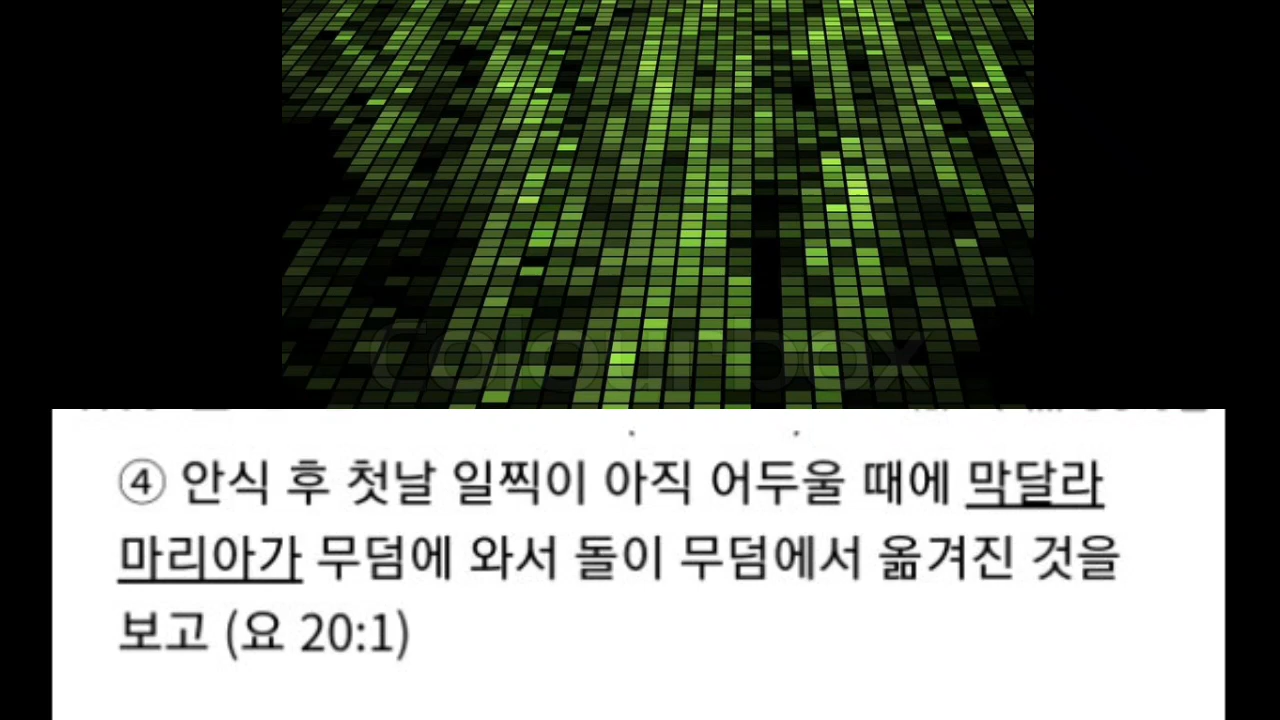 colourbox
④ 안식 후 첫날 일찍이 아직 어두울 때에 막달라
마리아가 무덤에 와서 돌이 무덤에서 옮겨진 것을
보고 (요 20:1)